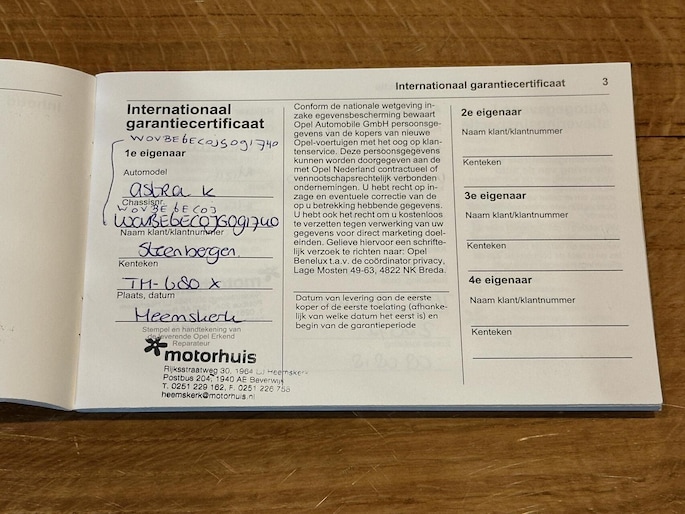 Internationaal garantiecertificaat 3
Internationaal
garantiecertificaat
WOVBE6ECOJGO91740
1e eigenaar
Automodel
astra K
Chassisnr.
WOVBE6ECOJ
Naam klant/klantnummer
Steenbergen
Kenteken
TH-680 X
Plaats, datum
Heemskerk
Stempel en handtekening van
de leverende Opel Erkend
Reparateur
motorhuis
Rijksstraatweg 30, 1964 LJ Heemskerk
Postbus 204, 1940 AE Beverwijk
T. 0251 229 162, F. 0251 226 758
heemskerk@motorhuis.nl
Conform de nationale wetgeving in-
zake egevensbescherming bewaart
Opel Automobile GmbH persoonsge-
gevens van de kopers van nieuwe
Opel-voertuigen met het oog op klan-
tenservice. Deze persoonsgegevens
kunnen worden doorgegeven aan de
met Opel Nederland contractueel of
vennootschapsrechtelijk verbonden
ondernemingen. U hebt recht op in-
zage en eventuele correctie van de
op u betrekking hebbende gegevens.
U hebt ook het recht om u kosteloos
te verzetten tegen verwerking van uw
gegevens voor direct marketing doel-
einden. Gelieve hiervoor een schrifte-
lijk verzoek te richten naar: Opel
Benelux t.a.v. de coördinator privacy,
Lage Mosten 49-63, 4822 NK Breda.
Datum van levering aan de eerste
koper of de eerste toelating (afhanke-
lijk van welke datum het eerst is) en
begin van de garantieperiode
2e eigenaar
Naam klant/klantnummer
Kenteken
3e eigenaar
Naam klant/klantnummer
Kenteken
4e eigenaar
Naam klant/klantnummer
Kenteken